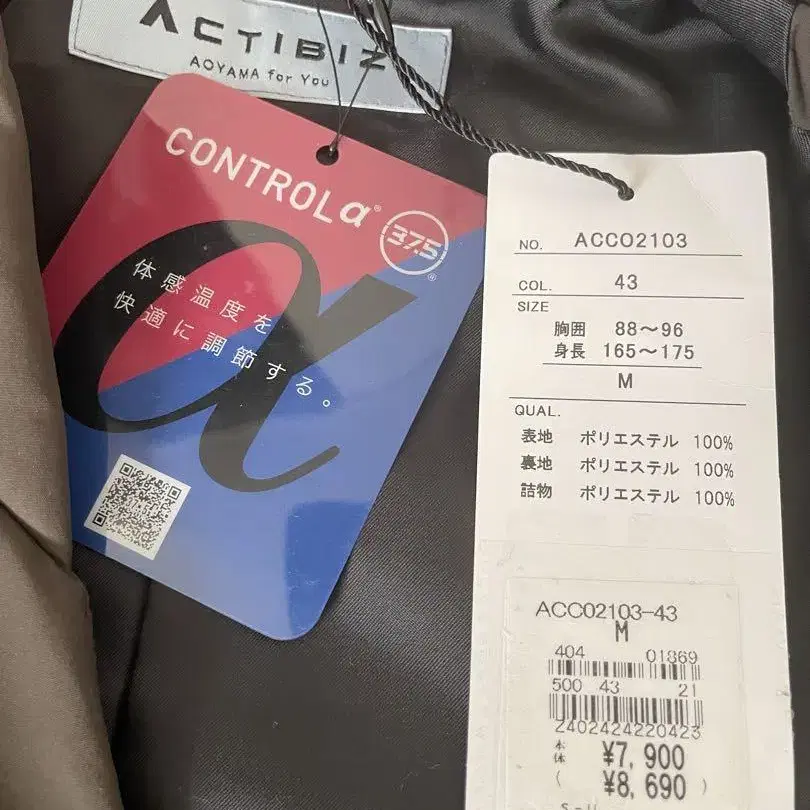 ACTIBIZ
AOYAMA for You
CONTROLα®
37.5®
α
体感温度を
快適に調節する。
NO. ACC02103
COL. 43
SIZE
胸囲 88〜96
身長 165〜175
M
QUAL.
表地 ポリエステル 100%
裏地 ポリエステル 100%
詰物 ポリエステル 100%
ACC02103-43
M
404 01869
500 43 21
2402424220423
本体 ¥7,900
( ¥8,690 )